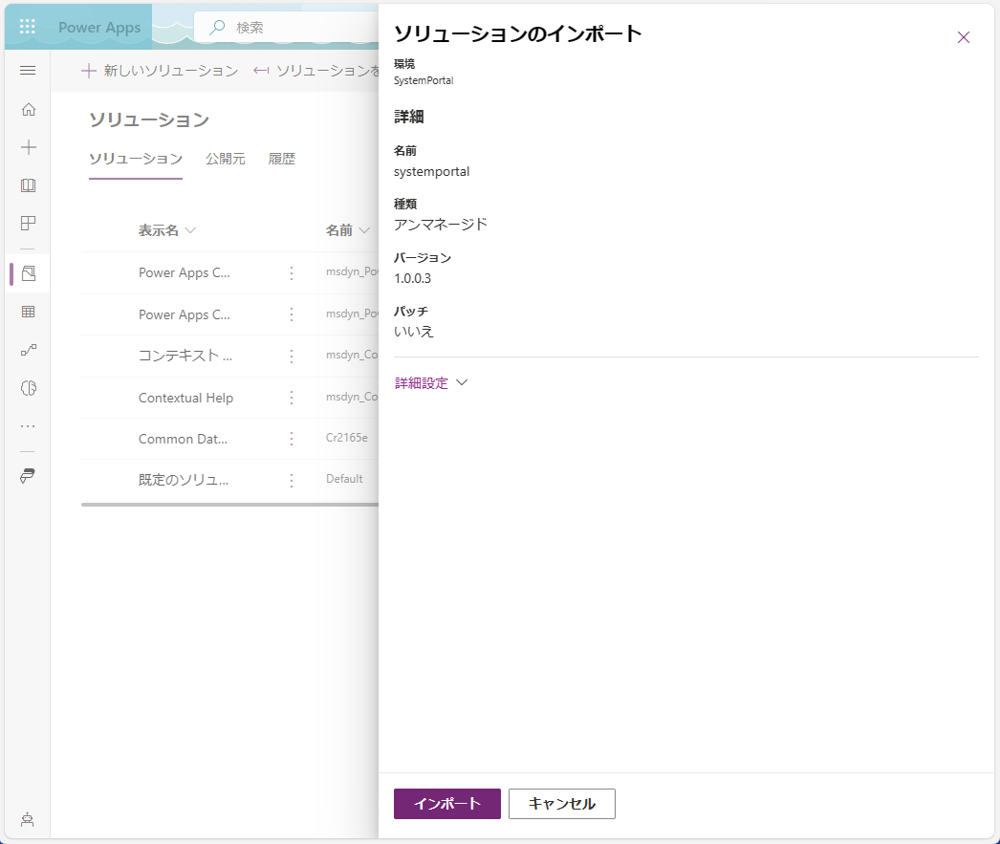 Power Apps
検索
新しいソリューション
ソリューションを
ソリューション
ソリューション 公開元 履歴
表示名 名前
Power Apps C... msdyn_Po
Power Apps C... msdyn_Po
コンテキスト ... msdyn_Co
Contextual Help msdyn_Co
Common Dat... Cr2165e
既定のソリュ... Default
ソリューションのインポート
環境
SystemPortal
詳細
名前
systemportal
種類
アンマネージド
バージョン
1.0.0.3
パッチ
いいえ
詳細設定
インポート キャンセル